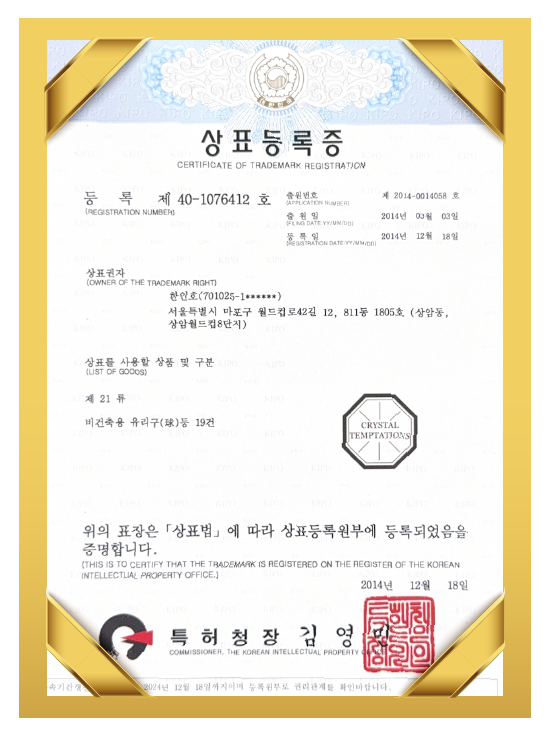 상표등록증
CERTIFICATE OF TRADEMARK REGISTRATION
등 록 제 40-1076412 호
(REGISTRATION NUMBER)
출원번호 제 2014-0014058 호
(APPLICATION NUMBER)
출 원 일 2014년 03월 03일
(FILING DATE:YY/MM/DD)
등 록 일 2014년 12월 18일
(REGISTRATION DATE:YY/MM/DD)
상표권자
(OWNER OF THE TRADEMARK RIGHT)
한인호(701025-1******)
서울특별시 마포구 월드컵로42길 12, 811동 1805호 (상암동,
상암월드컵8단지)
상표를 사용할 상품 및 구분
(LIST OF GOODS)
제 21 류
비건축용 유리구(球)등 19건
CRYSTAL
TEMPTATIONS
위의 표장은「상표법」에 따라 상표등록원부에 등록되었음을
증명합니다.
(THIS IS TO CERTIFY THAT THE TRADEMARK IS REGISTERED ON THE REGISTER OF THE KOREAN
INTELLECTUAL PROPERTY OFFICE.)
2014년 12월 18일
특허청장 김영민
COMMISSIONER, THE KOREAN INTELLECTUAL PROPERTY
2024년 12월 18일까지이며 등록원부로 권리관계를 확인바랍니다.